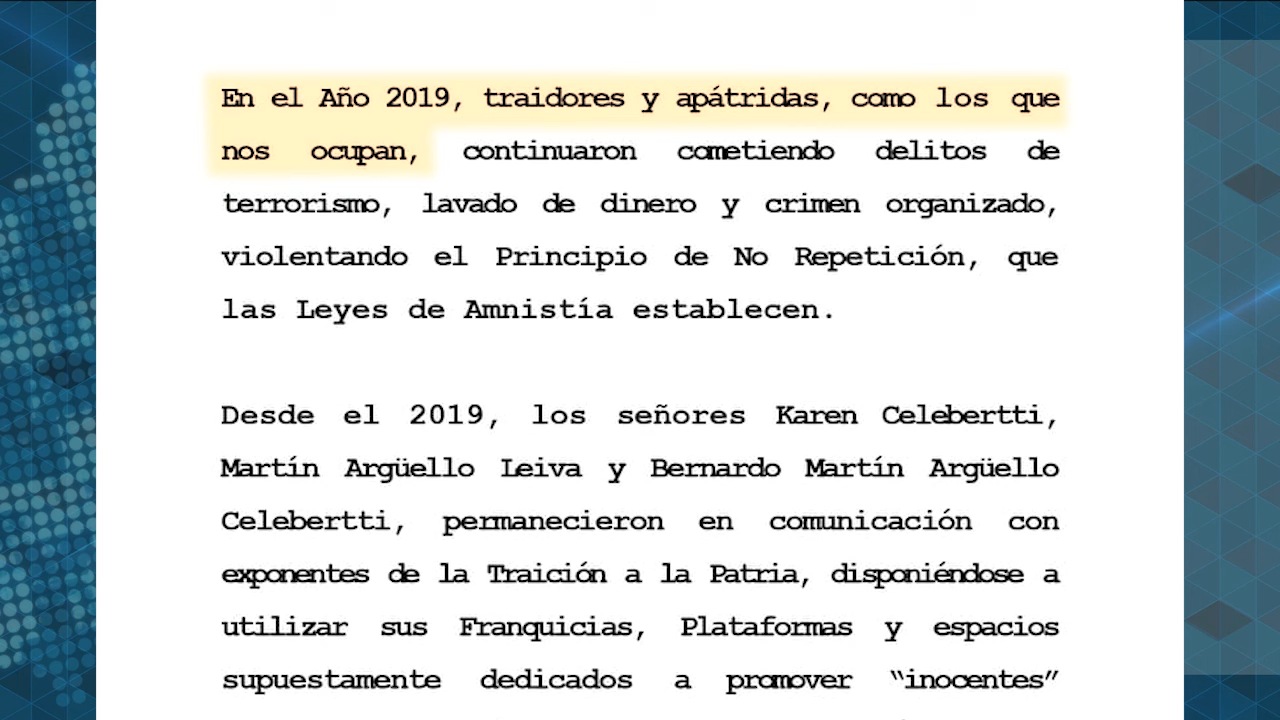 En el Año 2019, traidores y apátridas, como los que
nos ocupan, continuaron cometiendo delitos de
terrorismo, lavado de dinero y crimen organizado,
violentando el Principio de No Repetición, que
las Leyes de Amnistía establecen.
Desde el 2019, los señores Karen Celebertti,
Martín Argüello Leiva y Bernardo Martín Argüello
Celebertti, permanecieron en comunicación con
exponentes de la Traición a la Patria, disponiéndose a
utilizar sus Franquicias, Plataformas y espacios
supuestamente dedicados a promover “inocentes”